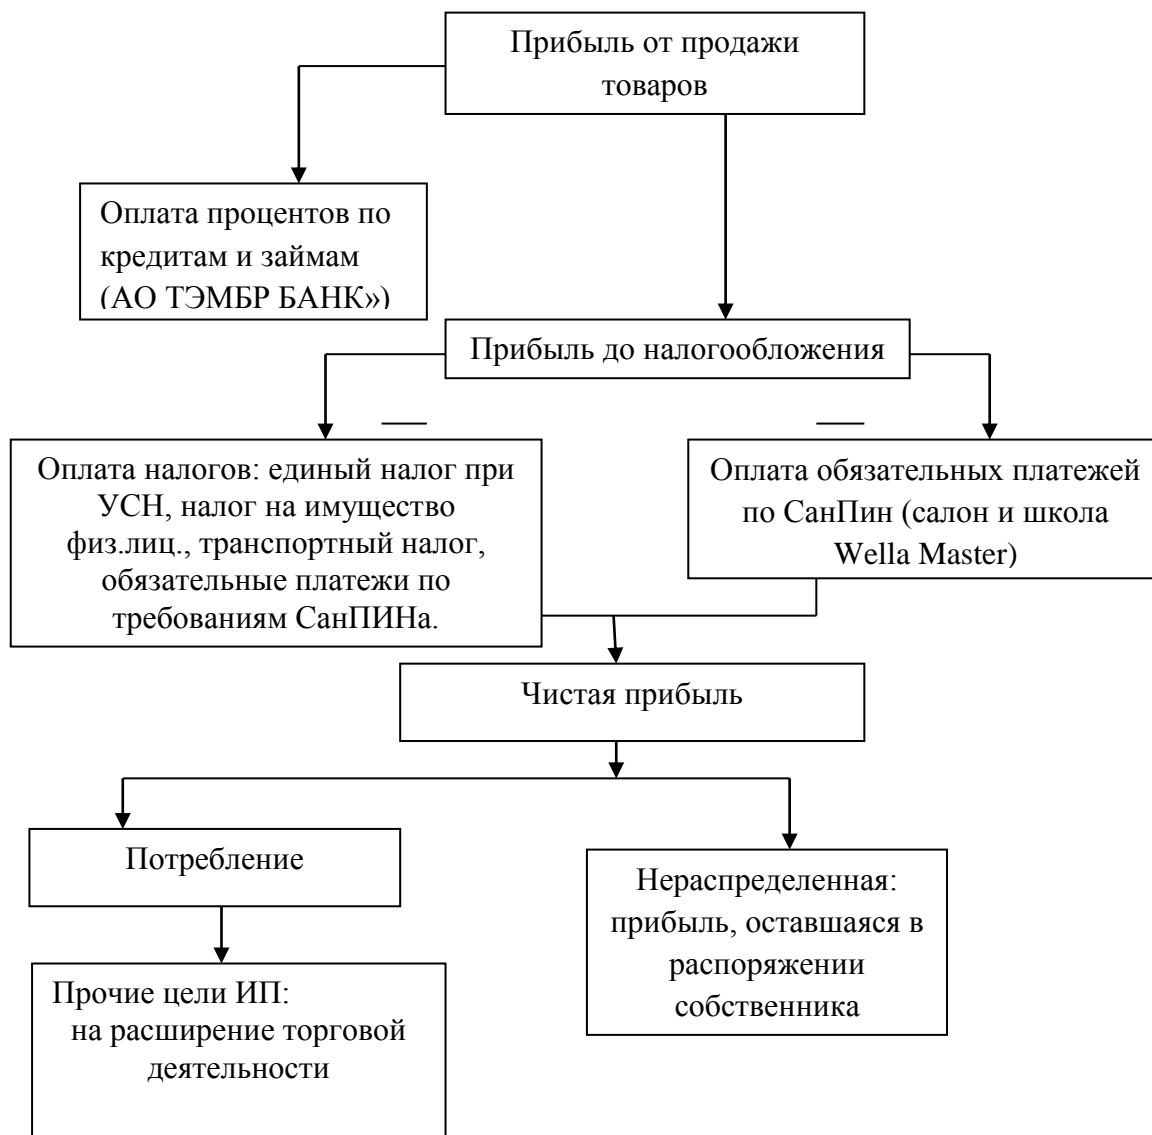 Прибыль от продажи
товаров
Оплата процентов по
кредитам и займам
(АО ТЭМБР БАНК»)
Прибыль до налогообложения
Оплата налогов: единый налог при
УСН, налог на имущество
физ.лиц., транспортный налог,
обязательные платежи по
требованиям СанПИНа.
Оплата обязательных платежей
по СанПин (салон и школа
Wella Master)
Чистая прибыль
Потребление
Нераспределенная:
прибыль, оставшаяся в
распоряжении
собственника
Прочие цели ИП:
на расширение торговой
деятельности